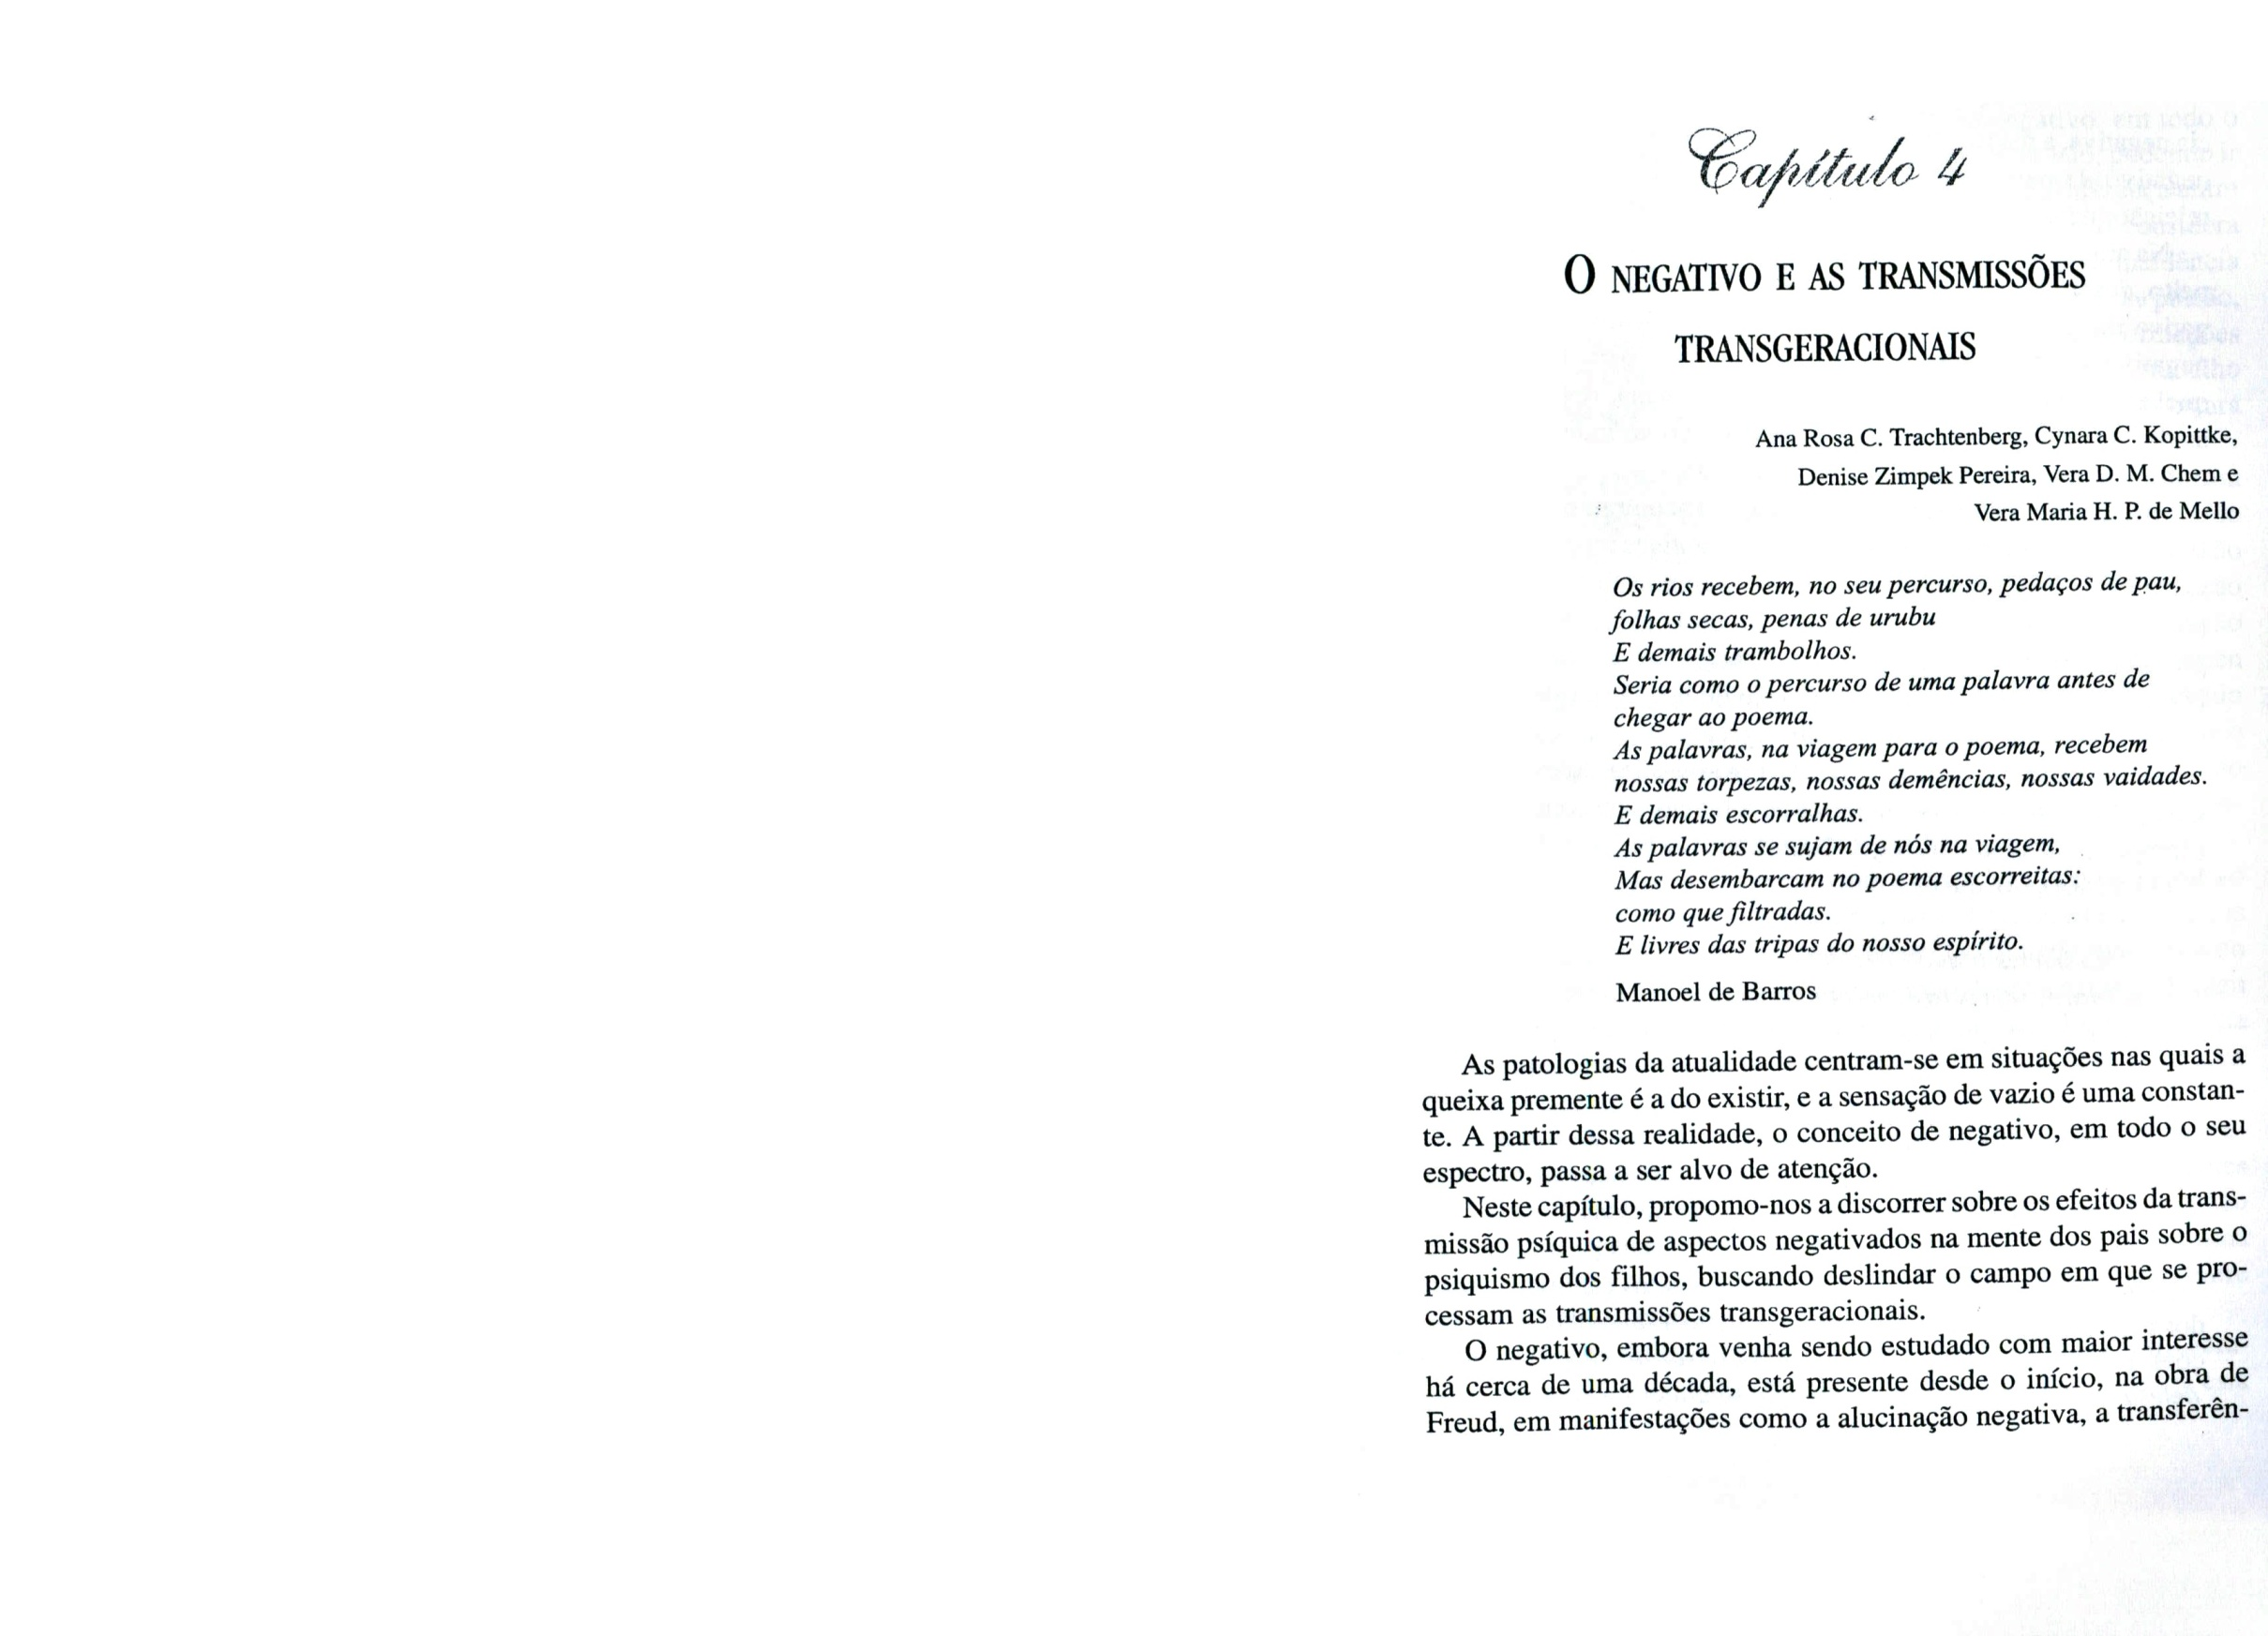 Capítulo 4
O NEGATIVO E AS TRANSMISSÕES
TRANSGERACIONAIS
Ana Rosa C. Trachtenberg, Cynara C. Kopittke,
Denise Zimpek Pereira, Vera D. M. Chem e
Vera Maria H. P. de Mello
Os rios recebem, no seu percurso, pedaços de pau,
folhas secas, penas de urubu
E demais trambolhos.
Seria como o percurso de uma palavra antes de
chegar ao poema.
As palavras, na viagem para o poema, recebem
nossas torpezas, nossas demências, nossas vaidades.
E demais escorralhas.
As palavras se sujam de nós na viagem,
Mas desembarcam no poema escorreitas:
como que filtradas.
E livres das tripas do nosso espírito.
Manoel de Barros
As patologias da atualidade centram-se em situações nas quais a
queixa premente é a do existir, e a sensação de vazio é uma constan-
te. A partir dessa realidade, o conceito de negativo, em todo o seu
espectro, passa a ser alvo de atenção.
Neste capítulo, propomo-nos a discorrer sobre os efeitos da trans-
missão psíquica de aspectos negativados na mente dos pais sobre o
psiquismo dos filhos, buscando deslindar o campo em que se pro-
cessam as transmissões transgeracionais.
O negativo, embora venha sendo estudado com maior interesse
há cerca de uma década, está presente desde o início, na obra de
Freud, em manifestações como a alucinação negativa, a transferên-